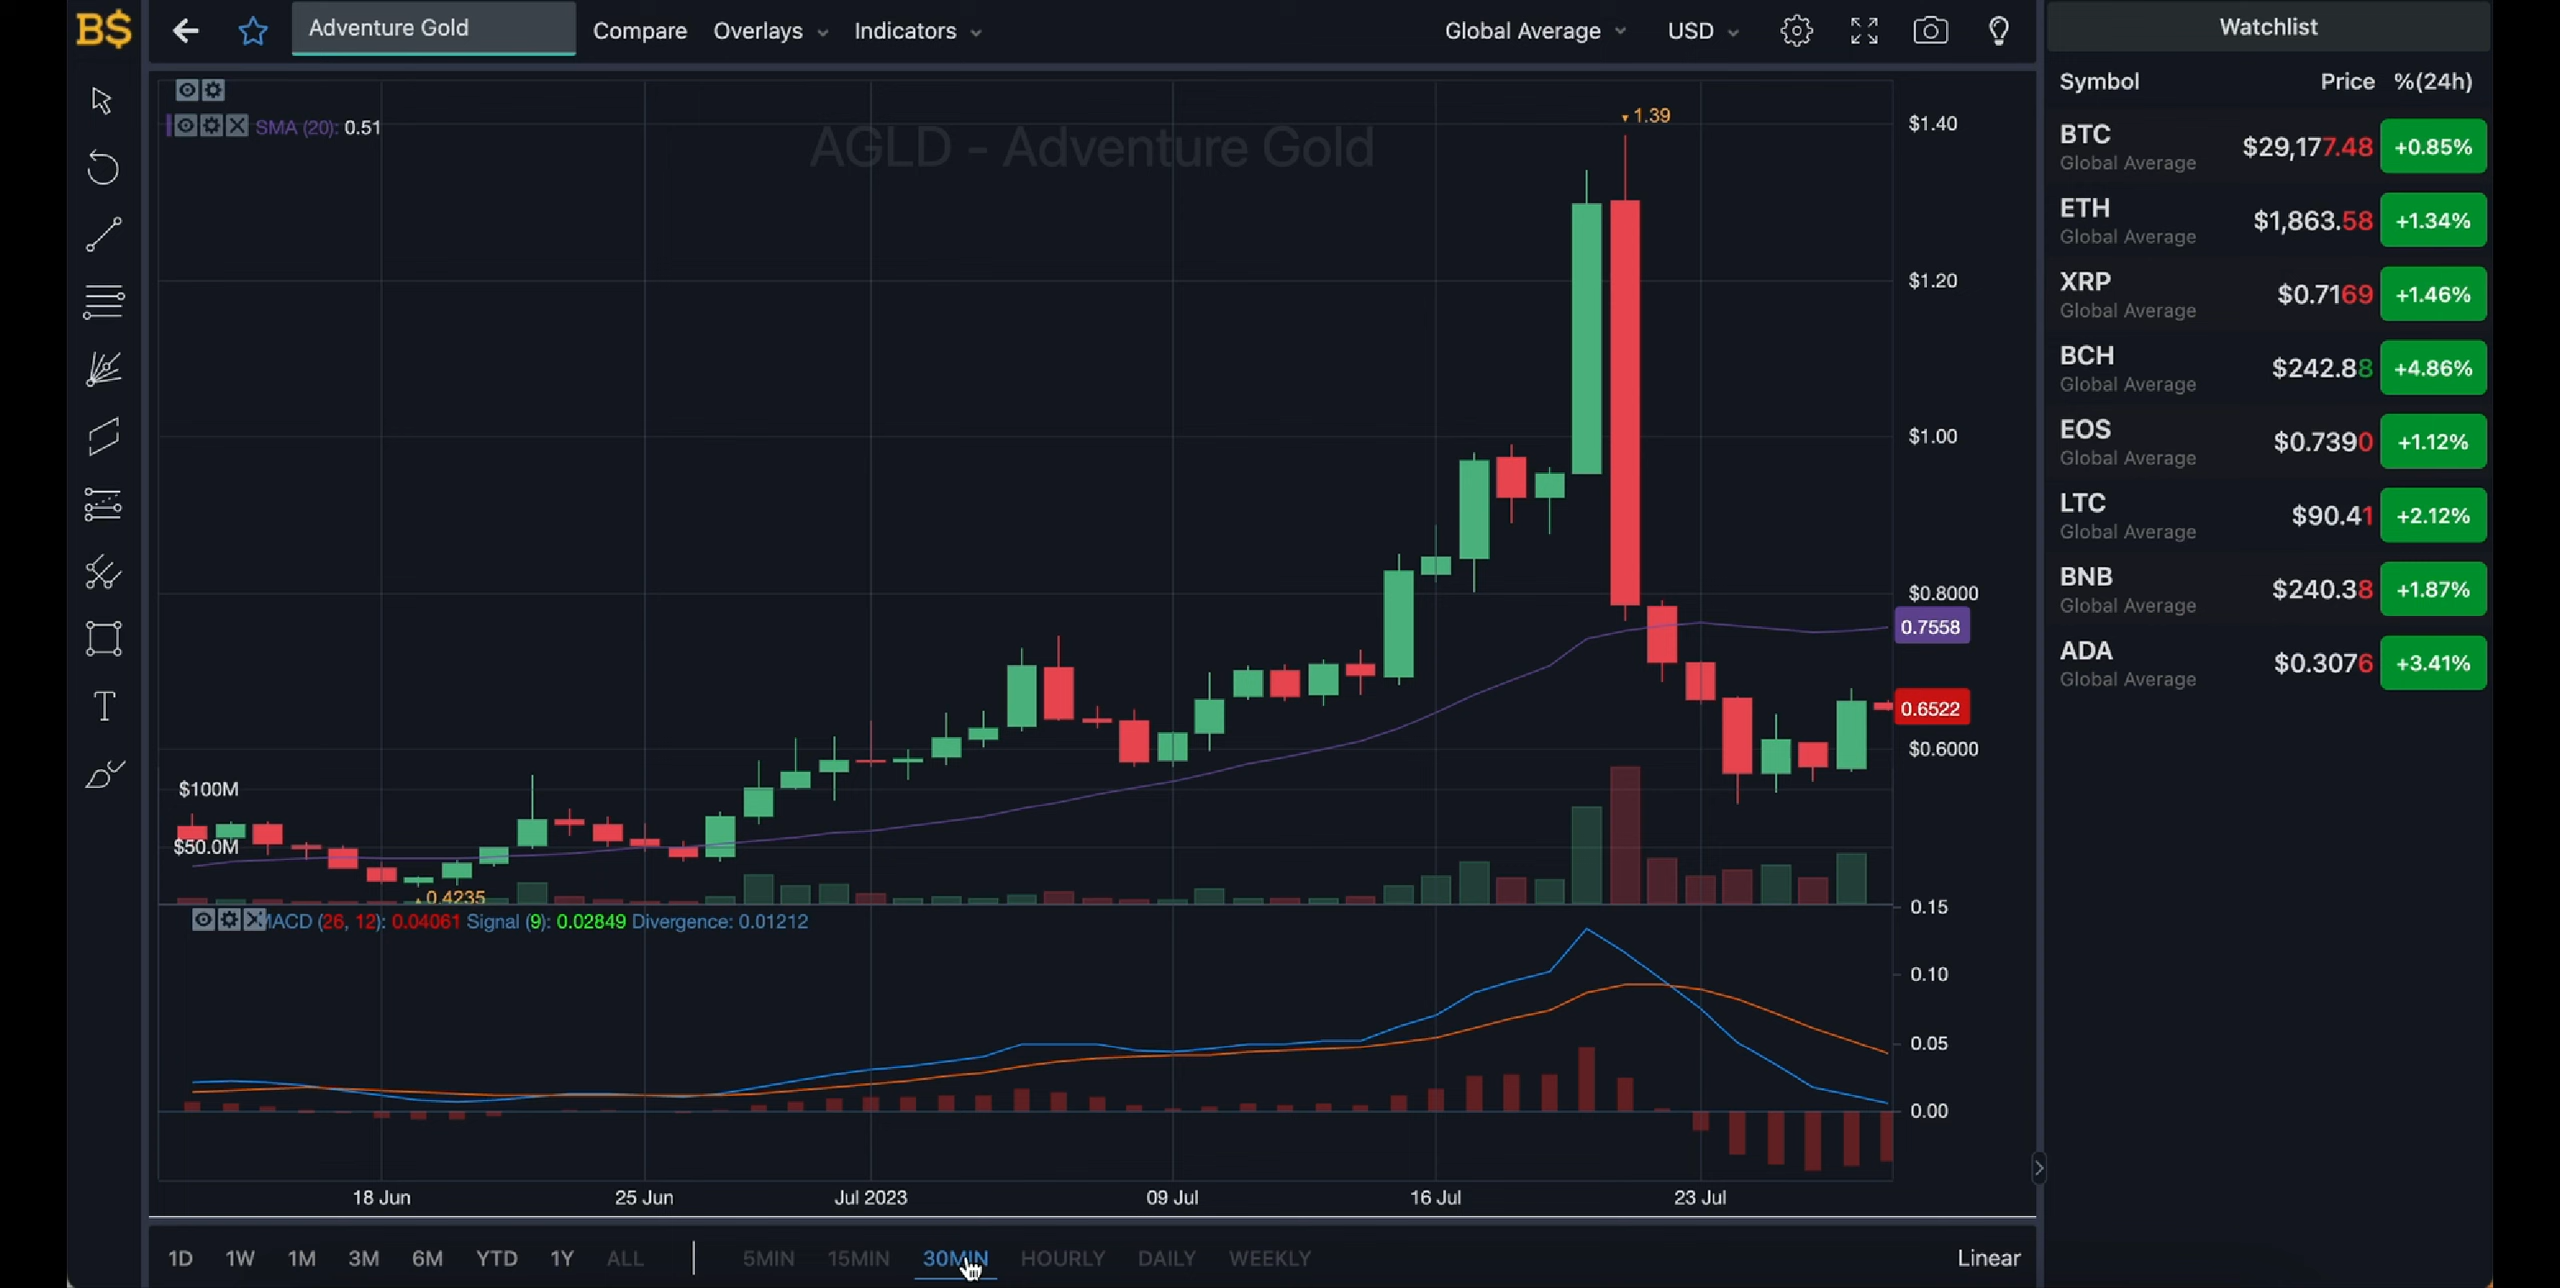 B$
Adventure Gold
Compare
Overlays
Indicators
Global Average
USD
SMA (20): 0.51
AGLD - Adventure Gold
1.39
$1.40
$1.20
$1.00
$0.8000
0.7558
0.6522
$0.6000
$100M
$50.0M
0.4235
MACD (26, 12): 0.04061 Signal (9): 0.02849 Divergence: 0.01212
0.15
0.10
0.05
0.00
18 Jun
25 Jun
Jul 2023
09 Jul
16 Jul
23 Jul
1D 1W 1M 3M 6M YTD 1Y ALL
5MIN 15MIN 30MIN HOURLY DAILY WEEKLY
Linear
Watchlist
Symbol Price %(24h)
BTC $29,177.48 +0.85%
Global Average
ETH $1,863.58 +1.34%
Global Average
XRP $0.7169 +1.46%
Global Average
BCH $242.88 +4.86%
Global Average
EOS $0.7390 +1.12%
Global Average
LTC $90.41 +2.12%
Global Average
BNB $240.38 +1.87%
Global Average
ADA $0.3076 +3.41%
Global Average